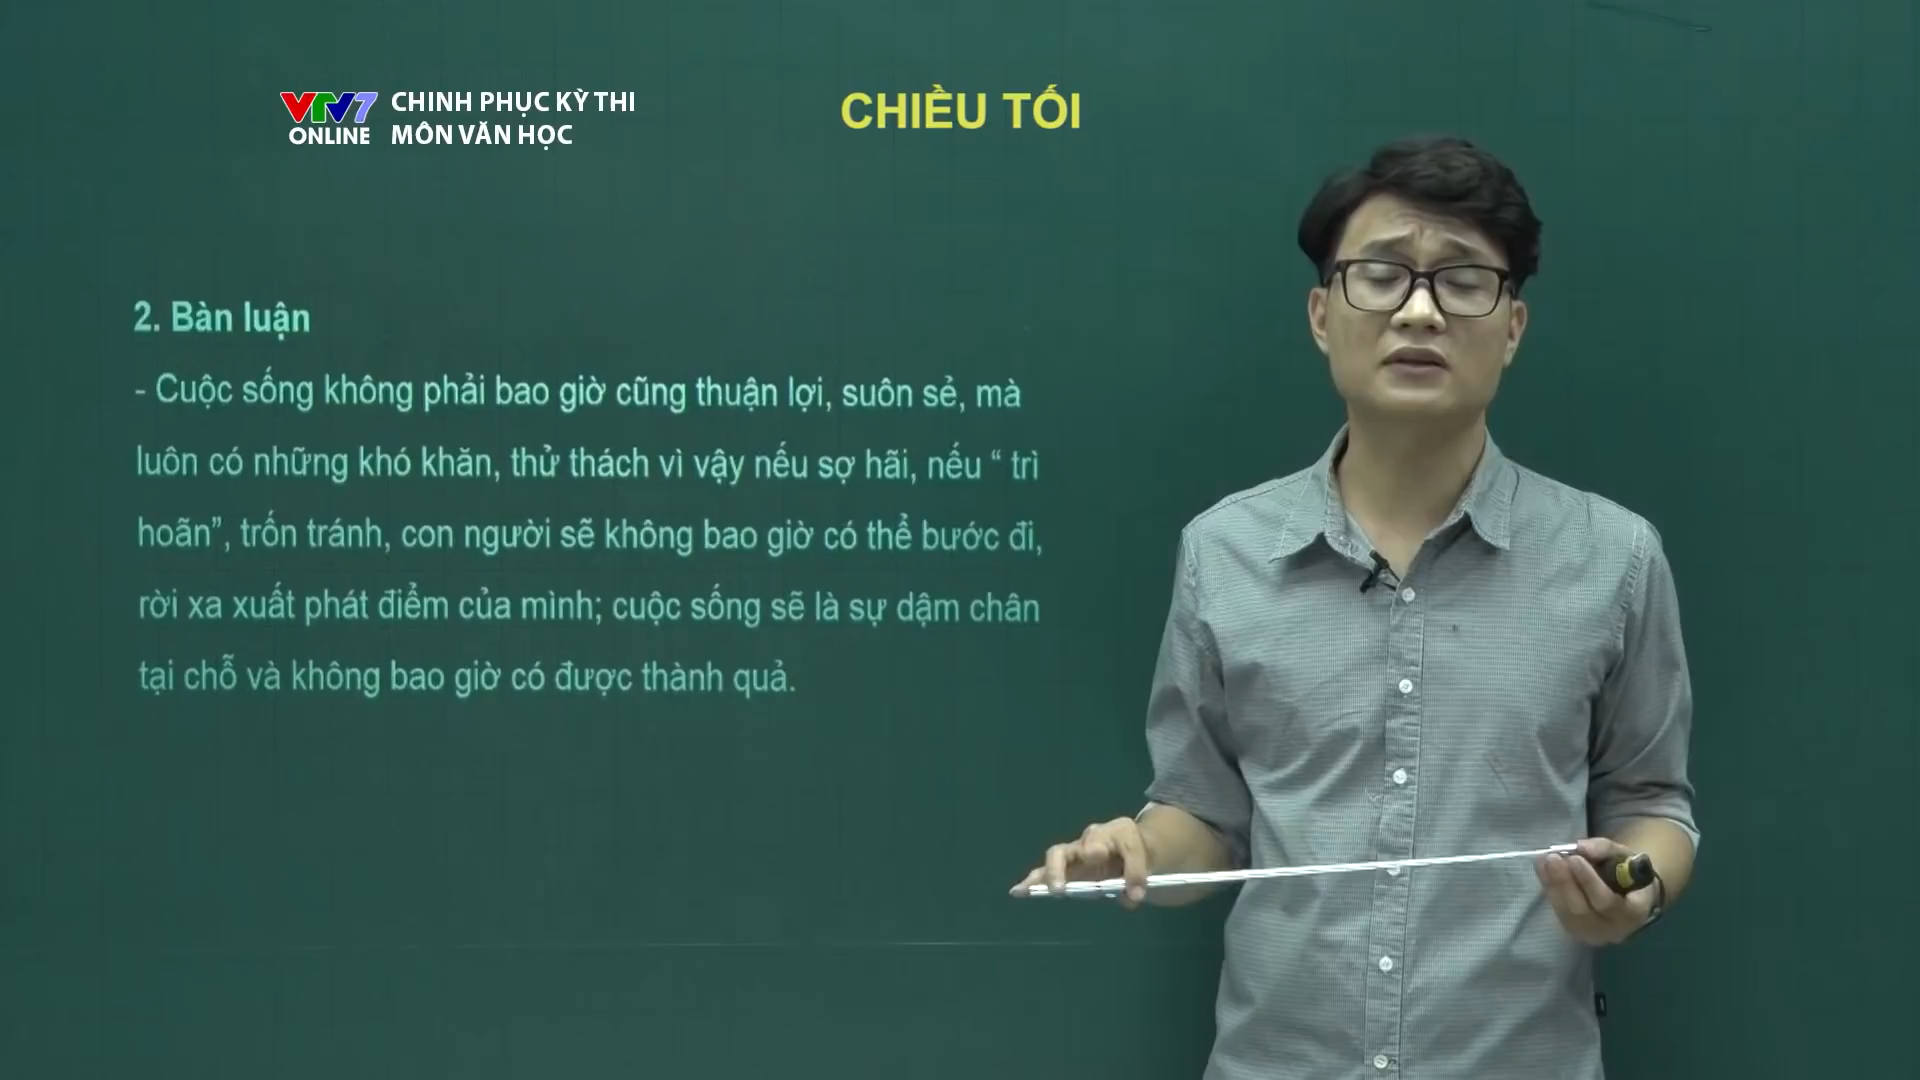 VTV7 CHINH PHỤC KỲ THI
ONLINE MÔN VĂN HỌC
CHIỀU TỐI
2. Bàn luận
- Cuộc sống không phải bao giờ cũng thuận lợi, suôn sẻ, mà
luôn có những khó khăn, thử thách vì vậy nếu sợ hãi, nếu “ trì
hoãn”, trốn tránh, con người sẽ không bao giờ có thể bước đi,
rời xa xuất phát điểm của mình; cuộc sống sẽ là sự dậm chân
tại chỗ và không bao giờ có được thành quả.